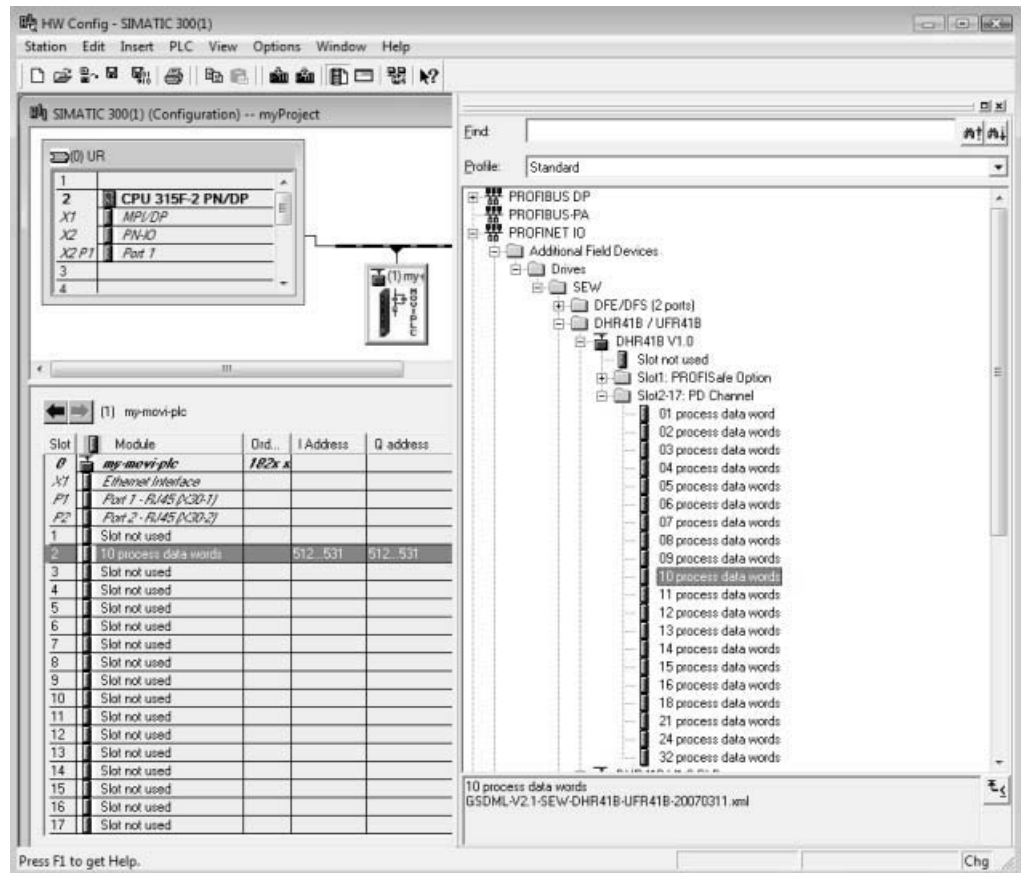 HW Config - SIMATIC 300(1)
Station Edit Insert PLC View Options Window Help
SIMATIC 300(1) (Configuration) -- myProject
(0) UR
1
2 CPU 315F-2 PN/DP
X1 MPI/DP
X2 PN-IO
X2 P1 Port 1
3
4
(1) my-
MOVIPLC
(1) my-movi-plc
Slot Module Ord... I Address Q address
0 my-movi-plc 182x x
X1 Ethernet Interface
P1 Port 1 - RJ45 (X30-1)
P2 Port 2 - RJ45 (X30-2)
1 Slot not used
2 10 process data words 512...531 512...531
3 Slot not used
4 Slot not used
5 Slot not used
6 Slot not used
7 Slot not used
8 Slot not used
9 Slot not used
10 Slot not used
11 Slot not used
12 Slot not used
13 Slot not used
14 Slot not used
15 Slot not used
16 Slot not used
17 Slot not used
Find:
Profile: Standard
PROFIBUS DP
PROFIBUS-PA
PROFINET IO
Additional Field Devices
Drives
SEW
DFE/DFS (2 ports)
DHR41B / UFR41B
DHR41B V1.0
Slot not used
Slot1: PROFISafe Option
Slot2-17: PD Channel
01 process data word
02 process data words
03 process data words
04 process data words
05 process data words
06 process data words
07 process data words
08 process data words
09 process data words
10 process data words
11 process data words
12 process data words
13 process data words
14 process data words
15 process data words
16 process data words
18 process data words
21 process data words
24 process data words
32 process data words
10 process data words
GSDML-V2.1-SEW-DHR41B-UFR41B-20070311.xml
Press F1 to get Help.
Chg